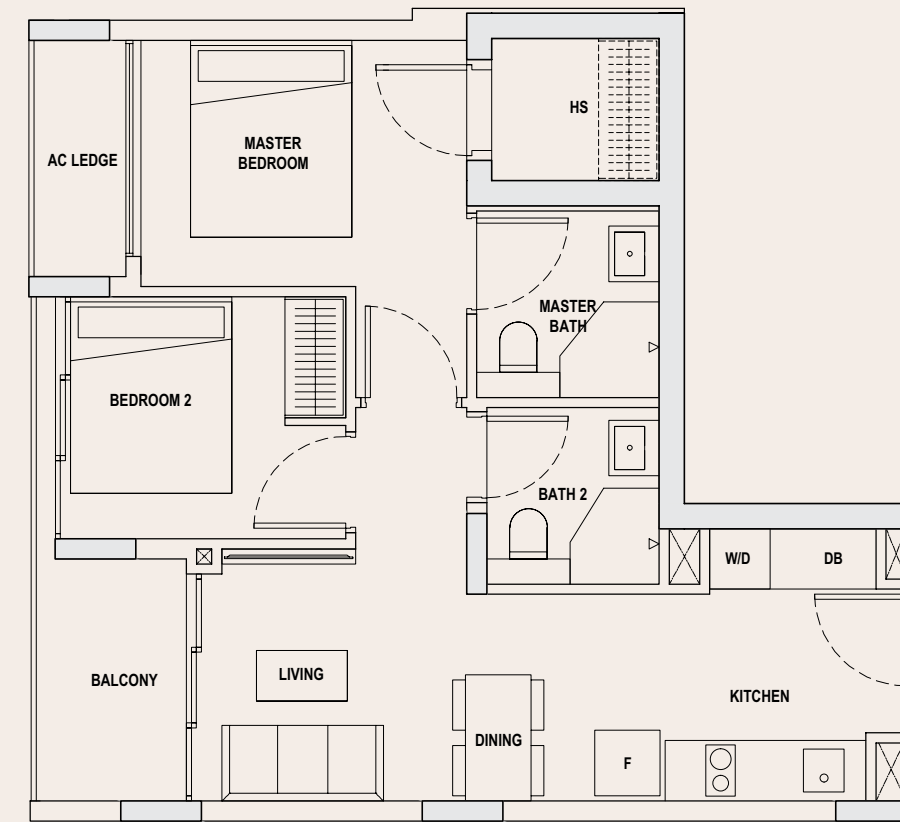 HS
MASTER
BEDROOM
AC LEDGE
MASTER
BATH
BEDROOM 2
BATH 2
W/D
DB
LIVING
BALCONY
KITCHEN
DINING
F